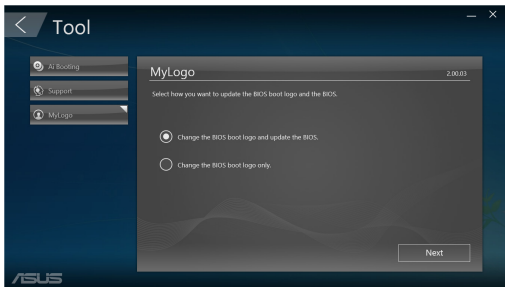 Tool
Ai Booting
Support
MyLogo
MyLogo
2.00.03
Select how you want to update the BIOS boot logo and the BIOS.
Change the BIOS boot logo and update the BIOS.
Change the BIOS boot logo only.
Next
ASUS